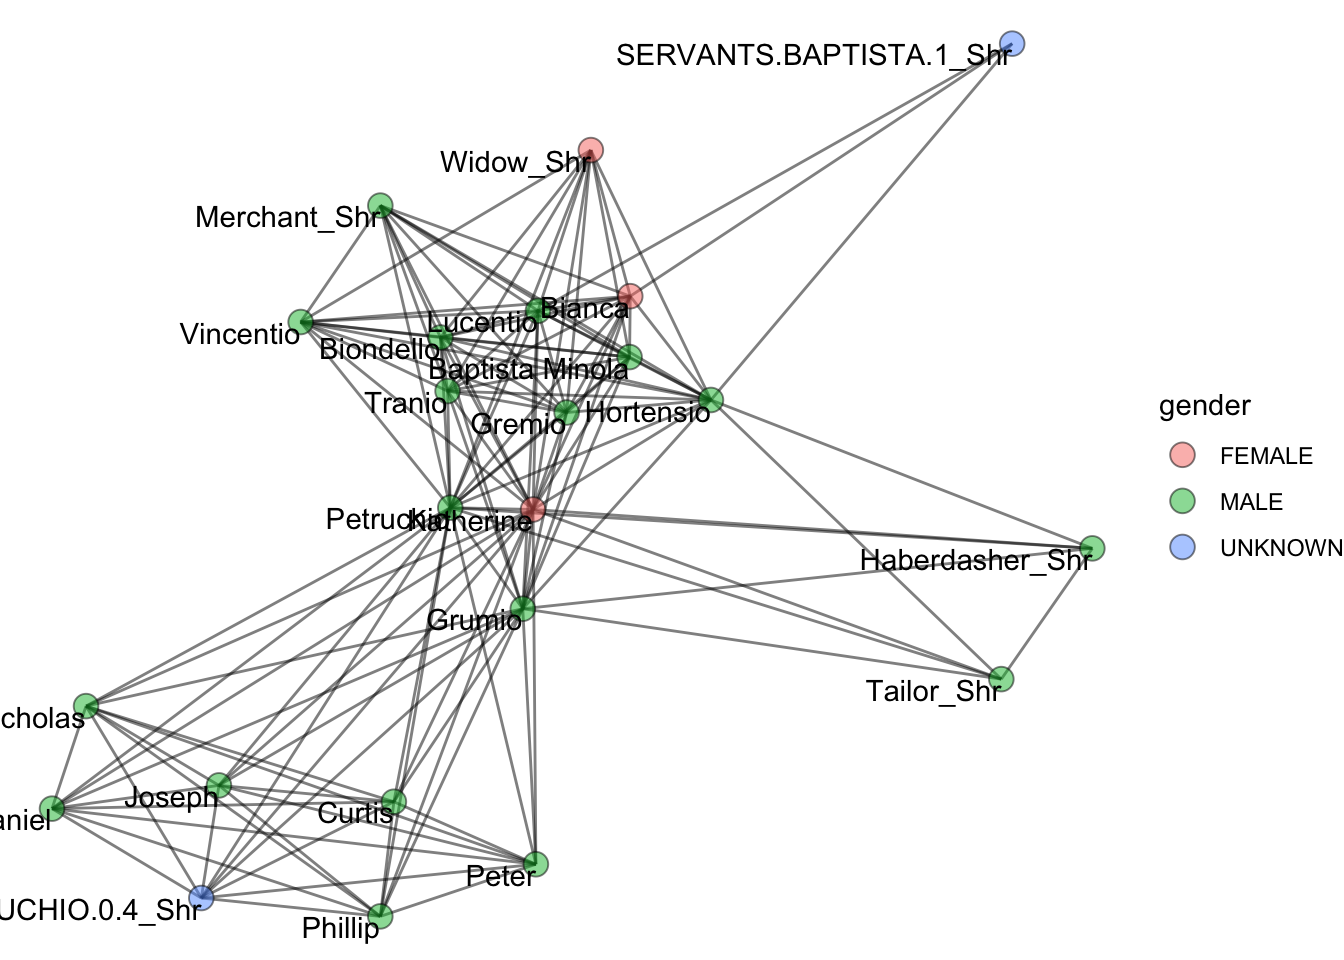 SERVANTS.BAPTISTA.1_Shr
Widow_Shr
Merchant_Shr
Bianca
Lucentio
Vincentio
Biondello
Baptista Minola
Tranio
Gremio
Hortensio
gender
FEMALE
MALE
UNKNOWN
Petruchio
Katherine
Haberdasher_Shr
Grumio
Tailor_Shr
cholas
Joseph
Curtis
aniel
Peter
UCHIO.0.4_Shr
Phillip